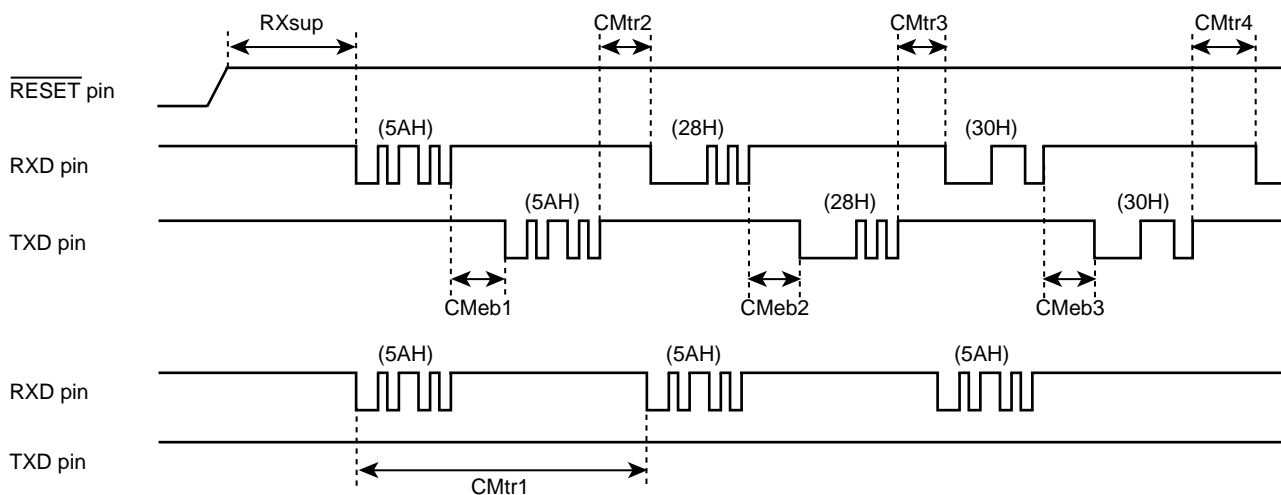 RXsup
CMtr2
CMtr3
CMtr4
RESET pin
(5AH)
(28H)
(30H)
RXD pin
(5AH)
(28H)
(30H)
TXD pin
CMeb1
CMeb2
CMeb3
(5AH)
(5AH)
(5AH)
RXD pin
TXD pin
CMtr1